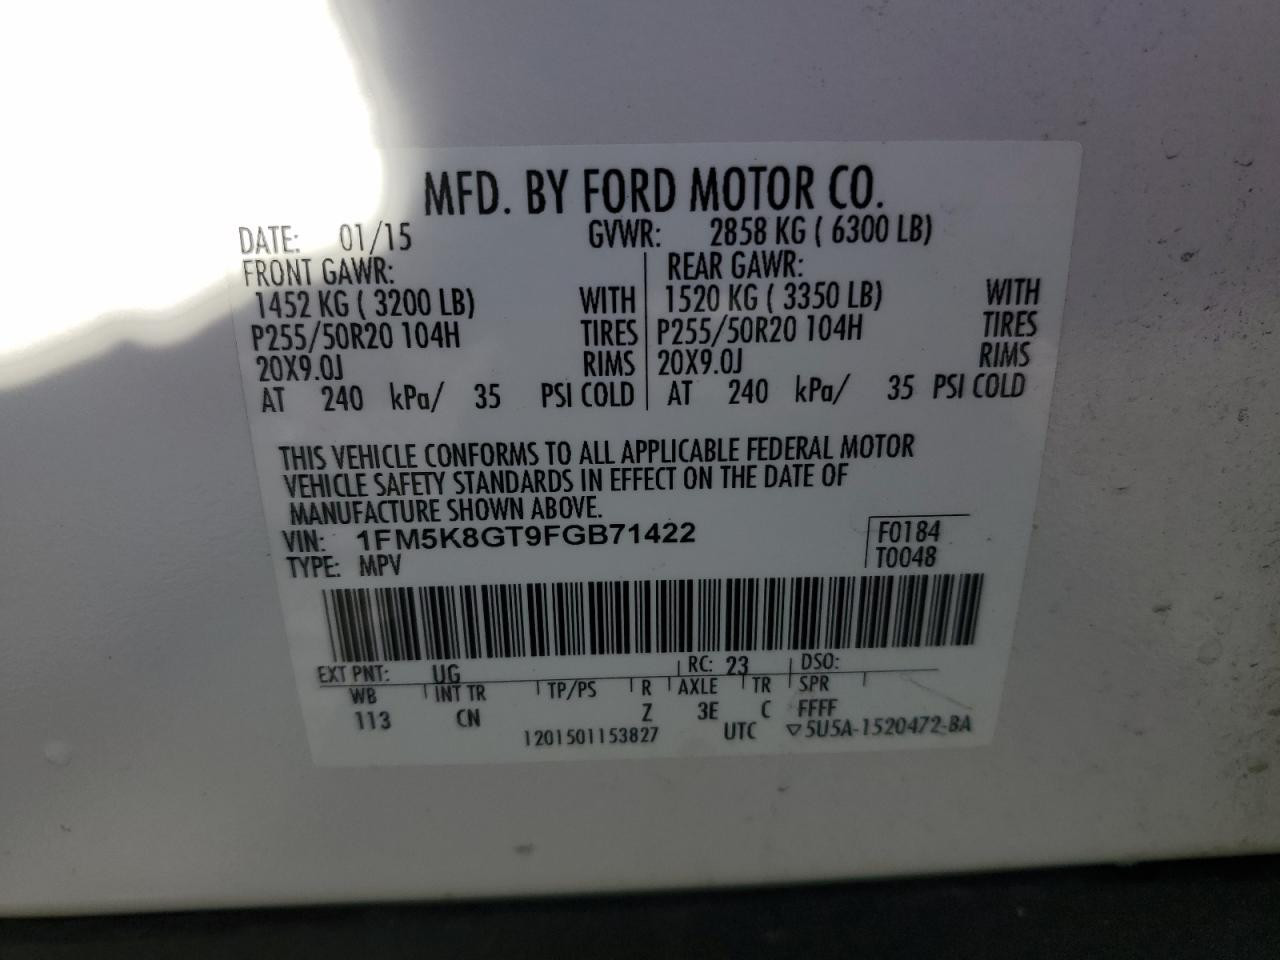 MFD. BY FORD MOTOR CO.
DATE: 01/15 GVWR: 2858 KG ( 6300 LB)
FRONT GAWR: REAR GAWR:
1452 KG ( 3200 LB) WITH 1520 KG ( 3350 LB) WITH
P255/50R20 104H TIRES P255/50R20 104H TIRES
20X9.0J RIMS 20X9.0J RIMS
AT 240 kPa/ 35 PSI COLD AT 240 kPa/ 35 PSI COLD
THIS VEHICLE CONFORMS TO ALL APPLICABLE FEDERAL MOTOR
VEHICLE SAFETY STANDARDS IN EFFECT ON THE DATE OF
MANUFACTURE SHOWN ABOVE.
VIN: 1FM5K8GT9FGB71422 F0184
TYPE: MPV T0048
EXT PNT: UG RC: 23 DSO:
WB INT TR TP/PS R AXLE TR SPR
113 CN Z 3E C FFFF
1201501153827 UTC ▽5U5A-1520472-BA